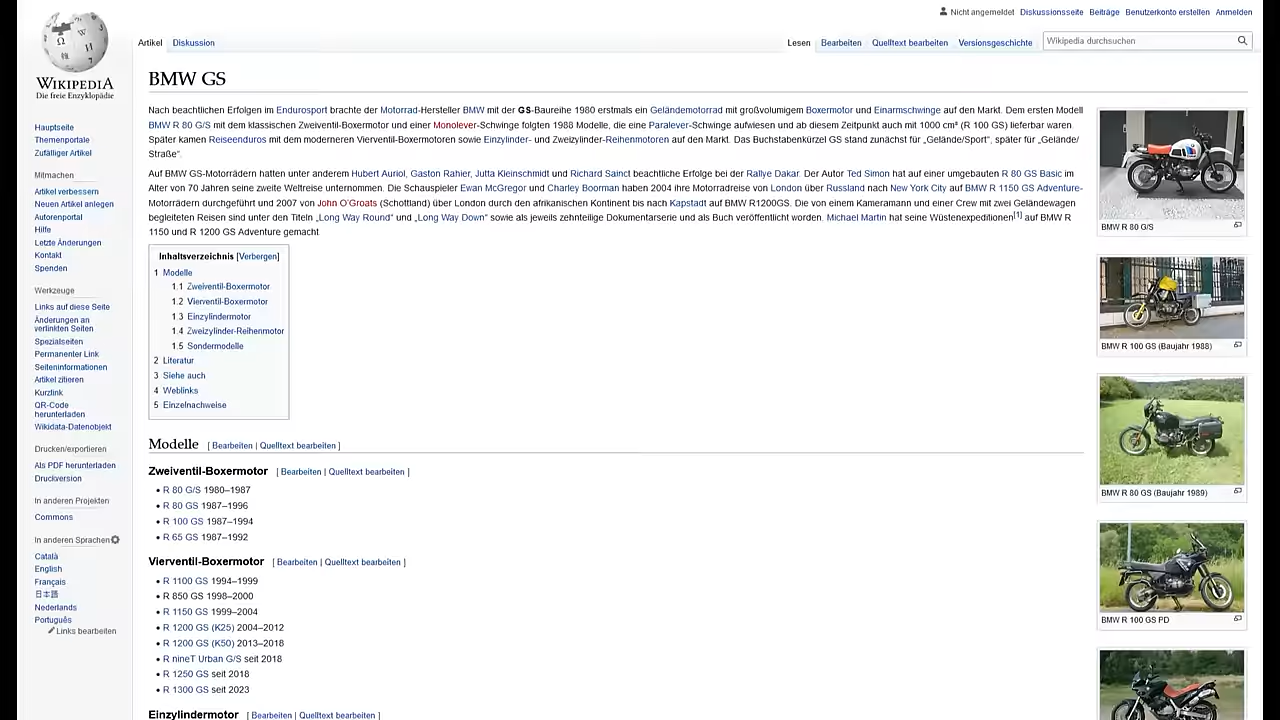 Nicht angemeldet Diskussionsseite Beiträge Benutzerkonto erstellen Anmelden
Artikel Diskussion Lesen Bearbeiten Quelltext bearbeiten Versionsgeschichte Wikipedia durchsuchen
WIKIPEDIA
Die freie Enzyklopädie
Hauptseite
Themenportale
Zufälliger Artikel
Mitmachen
Artikel verbessern
Neuen Artikel anlegen
Autorenportal
Hilfe
Letzte Änderungen
Kontakt
Spenden
Werkzeuge
Links auf diese Seite
Änderungen an
verlinkten Seiten
Spezialseiten
Permanenter Link
Seiteninformationen
Artikel zitieren
Kurzlink
QR-Code
herunterladen
Wikidata-Datenobjekt
Drucken/exportieren
Als PDF herunterladen
Druckversion
In anderen Projekten
Commons
In anderen Sprachen
Català
English
Français
日本語
Nederlands
Português
Links bearbeiten
BMW GS
Nach beachtlichen Erfolgen im Endurosport brachte der Motorrad-Hersteller BMW mit der GS-Baureihe 1980 erstmals ein Geländemotorrad mit großvolumigem Boxermotor und Einarmschwinge auf den Markt. Dem ersten Modell
BMW R 80 G/S mit dem klassischen Zweiventil-Boxermotor und einer Monolever-Schwinge folgten 1988 Modelle, die eine Paralever-Schwinge aufwiesen und ab diesem Zeitpunkt auch mit 1000 cm³ (R 100 GS) lieferbar waren.
Später kamen Reiseenduros mit dem moderneren Vierventil-Boxermotoren sowie Einzylinder- und Zweizylinder-Reihenmotoren auf den Markt. Das Buchstabenkürzel GS stand zunächst für „Gelände/Sport“, später für „Gelände/
Straße“.
Auf BMW GS-Motorrädern hatten unter anderem Hubert Auriol, Gaston Rahier, Jutta Kleinschmidt und Richard Sainct beachtliche Erfolge bei der Rallye Dakar. Der Autor Ted Simon hat auf einer umgebauten R 80 GS Basic im
Alter von 70 Jahren seine zweite Weltreise unternommen. Die Schauspieler Ewan McGregor und Charley Boorman haben 2004 ihre Motorradreise von London über Russland nach New York City auf BMW R 1150 GS Adventure-
Motorrädern durchgeführt und 2007 von John O'Groats (Schottland) über London durch den afrikanischen Kontinent bis nach Kapstadt auf BMW R1200GS. Die von einem Kameramann und einer Crew mit zwei Geländewagen
begleiteten Reisen sind unter den Titeln „Long Way Round“ und „Long Way Down“ sowie als jeweils zehnteilige Dokumentarserie und als Buch veröffentlicht worden. Michael Martin hat seine Wüstenexpeditionen[1] auf BMW R
1150 und R 1200 GS Adventure gemacht
Inhaltsverzeichnis [Verbergen]
1 Modelle
1.1 Zweiventil-Boxermotor
1.2 Vierventil-Boxermotor
1.3 Einzylindermotor
1.4 Zweizylinder-Reihenmotor
1.5 Sondermodelle
2 Literatur
3 Siehe auch
4 Weblinks
5 Einzelnachweise
Modelle [ Bearbeiten | Quelltext bearbeiten ]
Zweiventil-Boxermotor [ Bearbeiten | Quelltext bearbeiten ]
• R 80 G/S 1980–1987
• R 80 GS 1987–1996
• R 100 GS 1987–1994
• R 65 GS 1987–1992
Vierventil-Boxermotor [ Bearbeiten | Quelltext bearbeiten ]
• R 1100 GS 1994–1999
• R 850 GS 1998–2000
• R 1150 GS 1999–2004
• R 1200 GS (K25) 2004–2012
• R 1200 GS (K50) 2013–2018
• R nineT Urban G/S seit 2018
• R 1250 GS seit 2018
• R 1300 GS seit 2023
Einzylindermotor [ Bearbeiten | Quelltext bearbeiten ]
BMW R 80 G/S
BMW R 100 GS (Baujahr 1988)
BMW R 80 GS (Baujahr 1989)
BMW R 100 GS PD